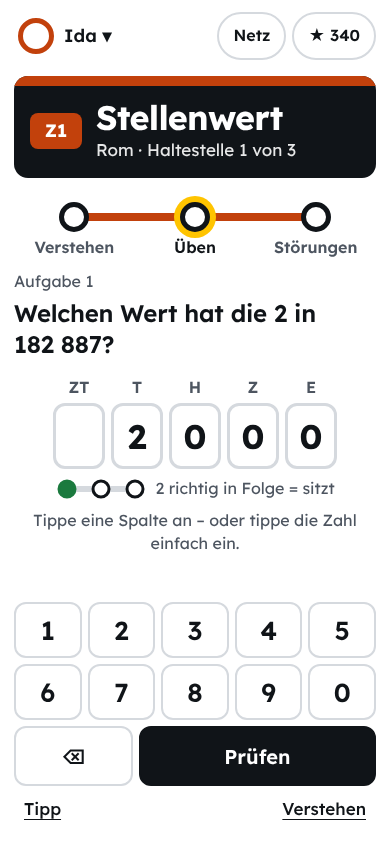 Ida ▾
Netz
★ 340
Z1
Stellenwert
Rom · Haltestelle 1 von 3
Verstehen
Üben
Störungen
Aufgabe 1
Welchen Wert hat die 2 in
182 887?
ZT T H Z E
2 0 0 0
2 richtig in Folge = sitzt
Tippe eine Spalte an – oder tippe die Zahl
einfach ein.
1 2 3 4 5
6 7 8 9 0
Prüfen
Tipp
Verstehen